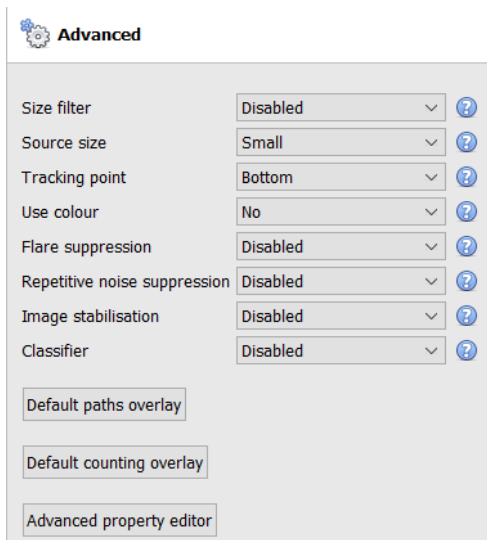 Advanced
Size filter Disabled
Source size Small
Tracking point Bottom
Use colour No
Flare suppression Disabled
Repetitive noise suppression Disabled
Image stabilisation Disabled
Classifier Disabled
Default paths overlay
Default counting overlay
Advanced property editor